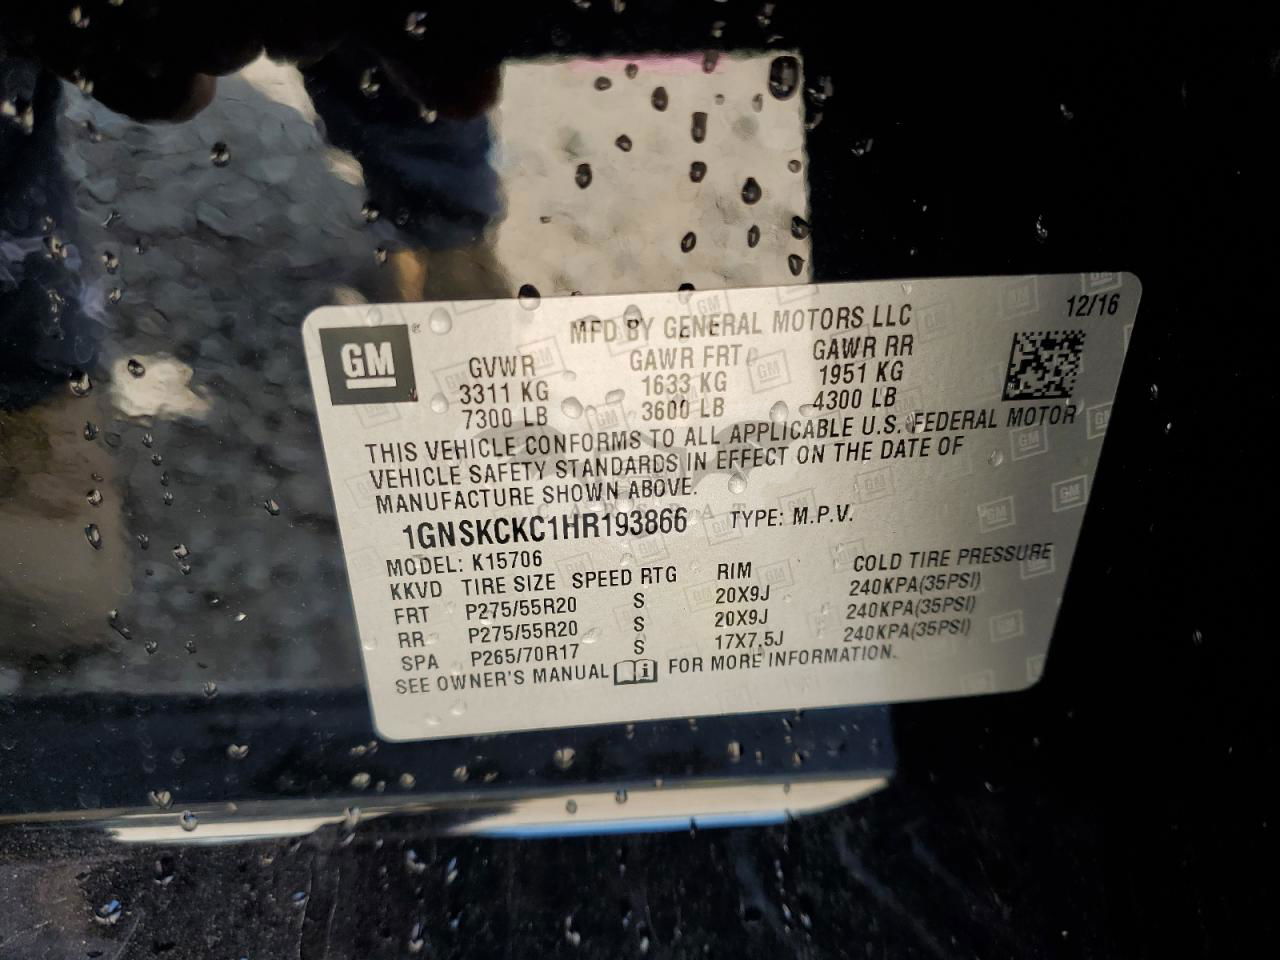 GM
MFD BY GENERAL MOTORS LLC
12/16
GVWR GAWR FRT GAWR RR
3311 KG 1633 KG 1951 KG
7300 LB 3600 LB 4300 LB
THIS VEHICLE CONFORMS TO ALL APPLICABLE U.S. FEDERAL MOTOR
VEHICLE SAFETY STANDARDS IN EFFECT ON THE DATE OF
MANUFACTURE SHOWN ABOVE.
1GNSKCKC1HR193866 TYPE: M.P.V.
MODEL: K15706
KKVD TIRE SIZE SPEED RTG RIM COLD TIRE PRESSURE
FRT P275/55R20 S 20X9J 240KPA(35PSI)
RR P275/55R20 S 20X9J 240KPA(35PSI)
SPA P265/70R17 S 17X7.5J 240KPA(35PSI)
SEE OWNER'S MANUAL FOR MORE INFORMATION.